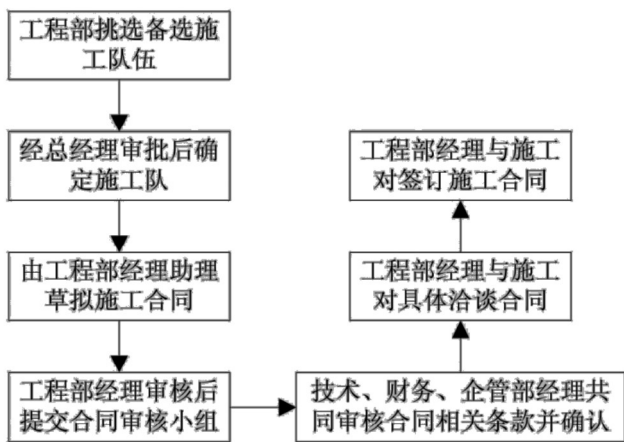 工程部挑选备选施
工队伍
经总经理审批后确
定施工队
由工程部经理助理
草拟施工合同
工程部经理审核后
提交合同审核小组
技术、财务、企管部经理共
同审核合同相关条款并确认
工程部经理与施工
对具体洽谈合同
工程部经理与施工
对签订施工合同